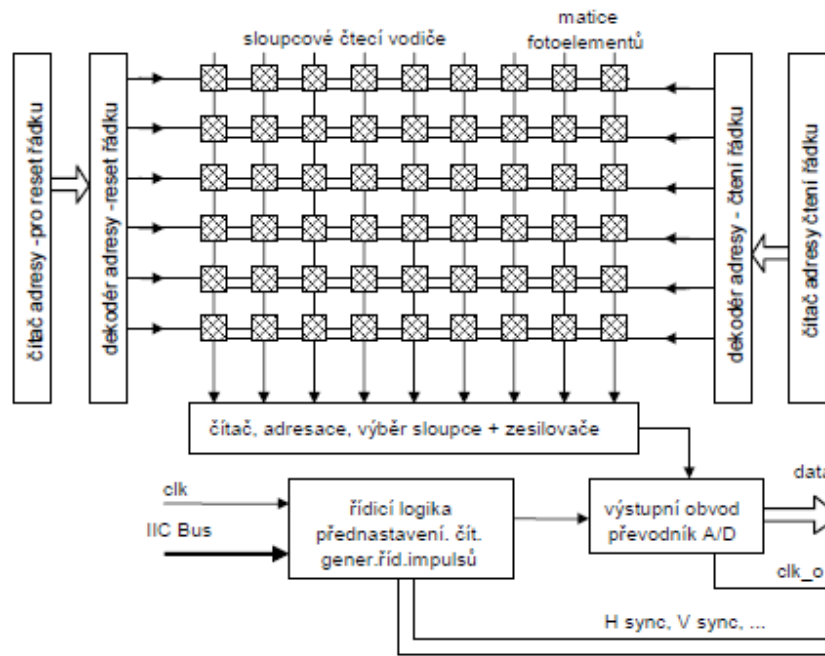 matice
fotoelementů
sloupcové čtecí vodiče
čítač adresy -pro reset řádku
dekodér adresy -reset řádku
dekodér adresy - čtení řádku
čítač adresy čtení řádku
čítač, adresace, výběr sloupce + zesilovače
clk
IIC Bus
řídicí logika
přednastavení. čít.
gener.říd.impulsů
výstupní obvod
převodník A/D
data
clk_o
H sync, V sync, ...